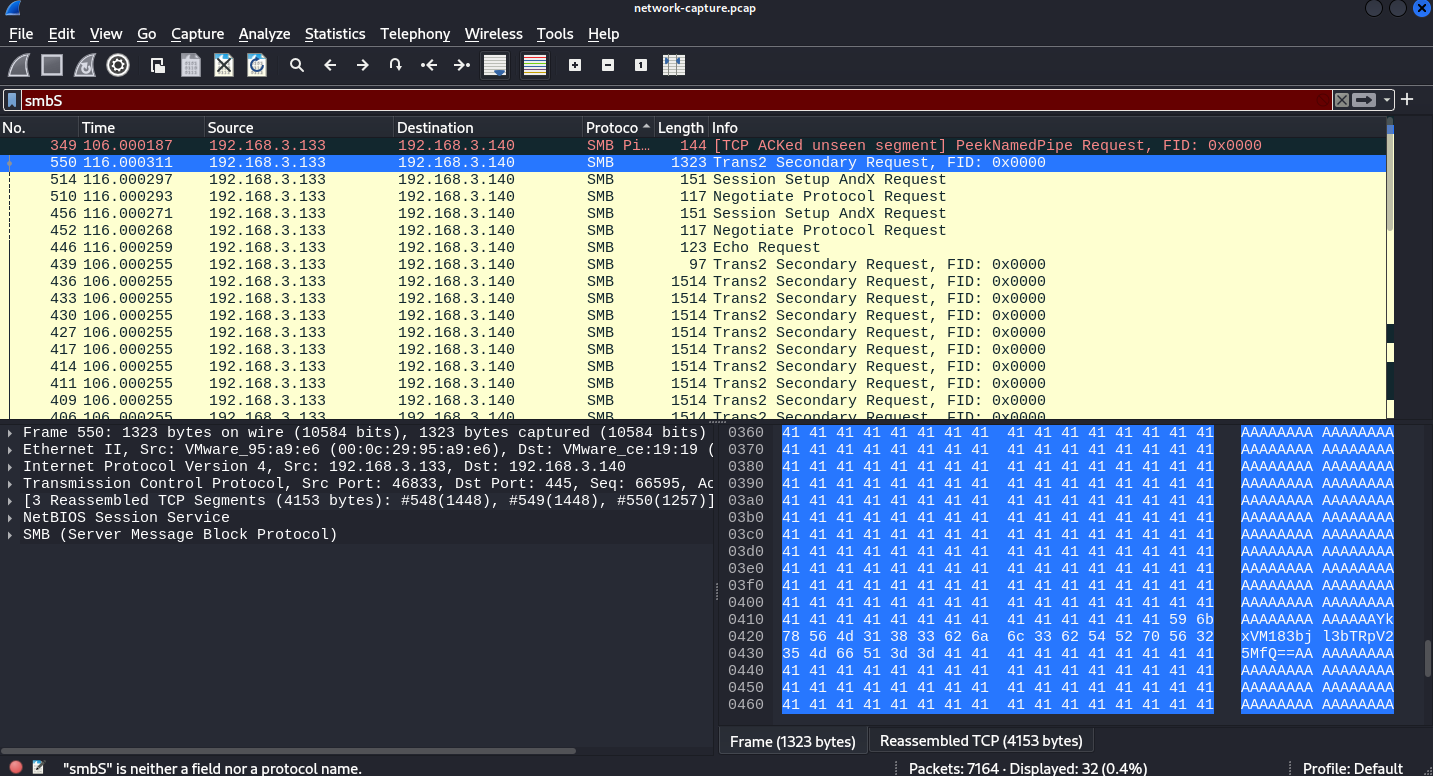 network-capture.pcap
File Edit View Go Capture Analyze Statistics Telephony Wireless Tools Help
smbS
No. Time Source Destination Protoco Length Info
349 106.000187 192.168.3.133 192.168.3.140 SMB Pi… 144 [TCP ACKed unseen segment] PeekNamedPipe Request, FID: 0x0000
550 116.000311 192.168.3.133 192.168.3.140 SMB 1323 Trans2 Secondary Request, FID: 0x0000
514 116.000297 192.168.3.133 192.168.3.140 SMB 151 Session Setup AndX Request
510 116.000293 192.168.3.133 192.168.3.140 SMB 117 Negotiate Protocol Request
456 116.000271 192.168.3.133 192.168.3.140 SMB 151 Session Setup AndX Request
452 116.000268 192.168.3.133 192.168.3.140 SMB 117 Negotiate Protocol Request
446 116.000259 192.168.3.133 192.168.3.140 SMB 123 Echo Request
439 106.000255 192.168.3.133 192.168.3.140 SMB 97 Trans2 Secondary Request, FID: 0x0000
436 106.000255 192.168.3.133 192.168.3.140 SMB 1514 Trans2 Secondary Request, FID: 0x0000
433 106.000255 192.168.3.133 192.168.3.140 SMB 1514 Trans2 Secondary Request, FID: 0x0000
430 106.000255 192.168.3.133 192.168.3.140 SMB 1514 Trans2 Secondary Request, FID: 0x0000
427 106.000255 192.168.3.133 192.168.3.140 SMB 1514 Trans2 Secondary Request, FID: 0x0000
417 106.000255 192.168.3.133 192.168.3.140 SMB 1514 Trans2 Secondary Request, FID: 0x0000
414 106.000255 192.168.3.133 192.168.3.140 SMB 1514 Trans2 Secondary Request, FID: 0x0000
411 106.000255 192.168.3.133 192.168.3.140 SMB 1514 Trans2 Secondary Request, FID: 0x0000
409 106.000255 192.168.3.133 192.168.3.140 SMB 1514 Trans2 Secondary Request, FID: 0x0000
406 106.000255 192.168.3.133 192.168.3.140 SMB 1514 Trans2 Secondary Request, FID: 0x0000
Frame 550: 1323 bytes on wire (10584 bits), 1323 bytes captured (10584 bits)
Ethernet II, Src: VMware_95:a9:e6 (00:0c:29:95:a9:e6), Dst: VMware_ce:19:19 (
Internet Protocol Version 4, Src: 192.168.3.133, Dst: 192.168.3.140
Transmission Control Protocol, Src Port: 46833, Dst Port: 445, Seq: 66595, Ac
[3 Reassembled TCP Segments (4153 bytes): #548(1448), #549(1448), #550(1257)]
NetBIOS Session Service
SMB (Server Message Block Protocol)
0360 41 41 41 41 41 41 41 41 41 41 41 41 41 41 41 41 AAAAAAAA AAAAAAAA
0370 41 41 41 41 41 41 41 41 41 41 41 41 41 41 41 41 AAAAAAAA AAAAAAAA
0380 41 41 41 41 41 41 41 41 41 41 41 41 41 41 41 41 AAAAAAAA AAAAAAAA
0390 41 41 41 41 41 41 41 41 41 41 41 41 41 41 41 41 AAAAAAAA AAAAAAAA
03a0 41 41 41 41 41 41 41 41 41 41 41 41 41 41 41 41 AAAAAAAA AAAAAAAA
03b0 41 41 41 41 41 41 41 41 41 41 41 41 41 41 41 41 AAAAAAAA AAAAAAAA
03c0 41 41 41 41 41 41 41 41 41 41 41 41 41 41 41 41 AAAAAAAA AAAAAAAA
03d0 41 41 41 41 41 41 41 41 41 41 41 41 41 41 41 41 AAAAAAAA AAAAAAAA
03e0 41 41 41 41 41 41 41 41 41 41 41 41 41 41 41 41 AAAAAAAA AAAAAAAA
03f0 41 41 41 41 41 41 41 41 41 41 41 41 41 41 41 41 AAAAAAAA AAAAAAAA
0400 41 41 41 41 41 41 41 41 41 41 41 41 41 41 41 41 AAAAAAAA AAAAAAAA
0410 41 41 41 41 41 41 41 41 41 41 41 41 41 41 59 6b AAAAAAAA AAAAAAYk
0420 78 56 4d 31 38 33 62 6a 6c 33 62 54 52 70 56 32 xVM183bj l3bTRpV2
0430 35 4d 66 51 3d 3d 41 41 41 41 41 41 41 41 41 41 5MfQ==AA AAAAAAAA
0440 41 41 41 41 41 41 41 41 41 41 41 41 41 41 41 41 AAAAAAAA AAAAAAAA
0450 41 41 41 41 41 41 41 41 41 41 41 41 41 41 41 41 AAAAAAAA AAAAAAAA
0460 41 41 41 41 41 41 41 41 41 41 41 41 41 41 41 41 AAAAAAAA AAAAAAAA
Frame (1323 bytes) Reassembled TCP (4153 bytes)
"smbS" is neither a field nor a protocol name. Packets: 7164 · Displayed: 32 (0.4%) Profile: Default